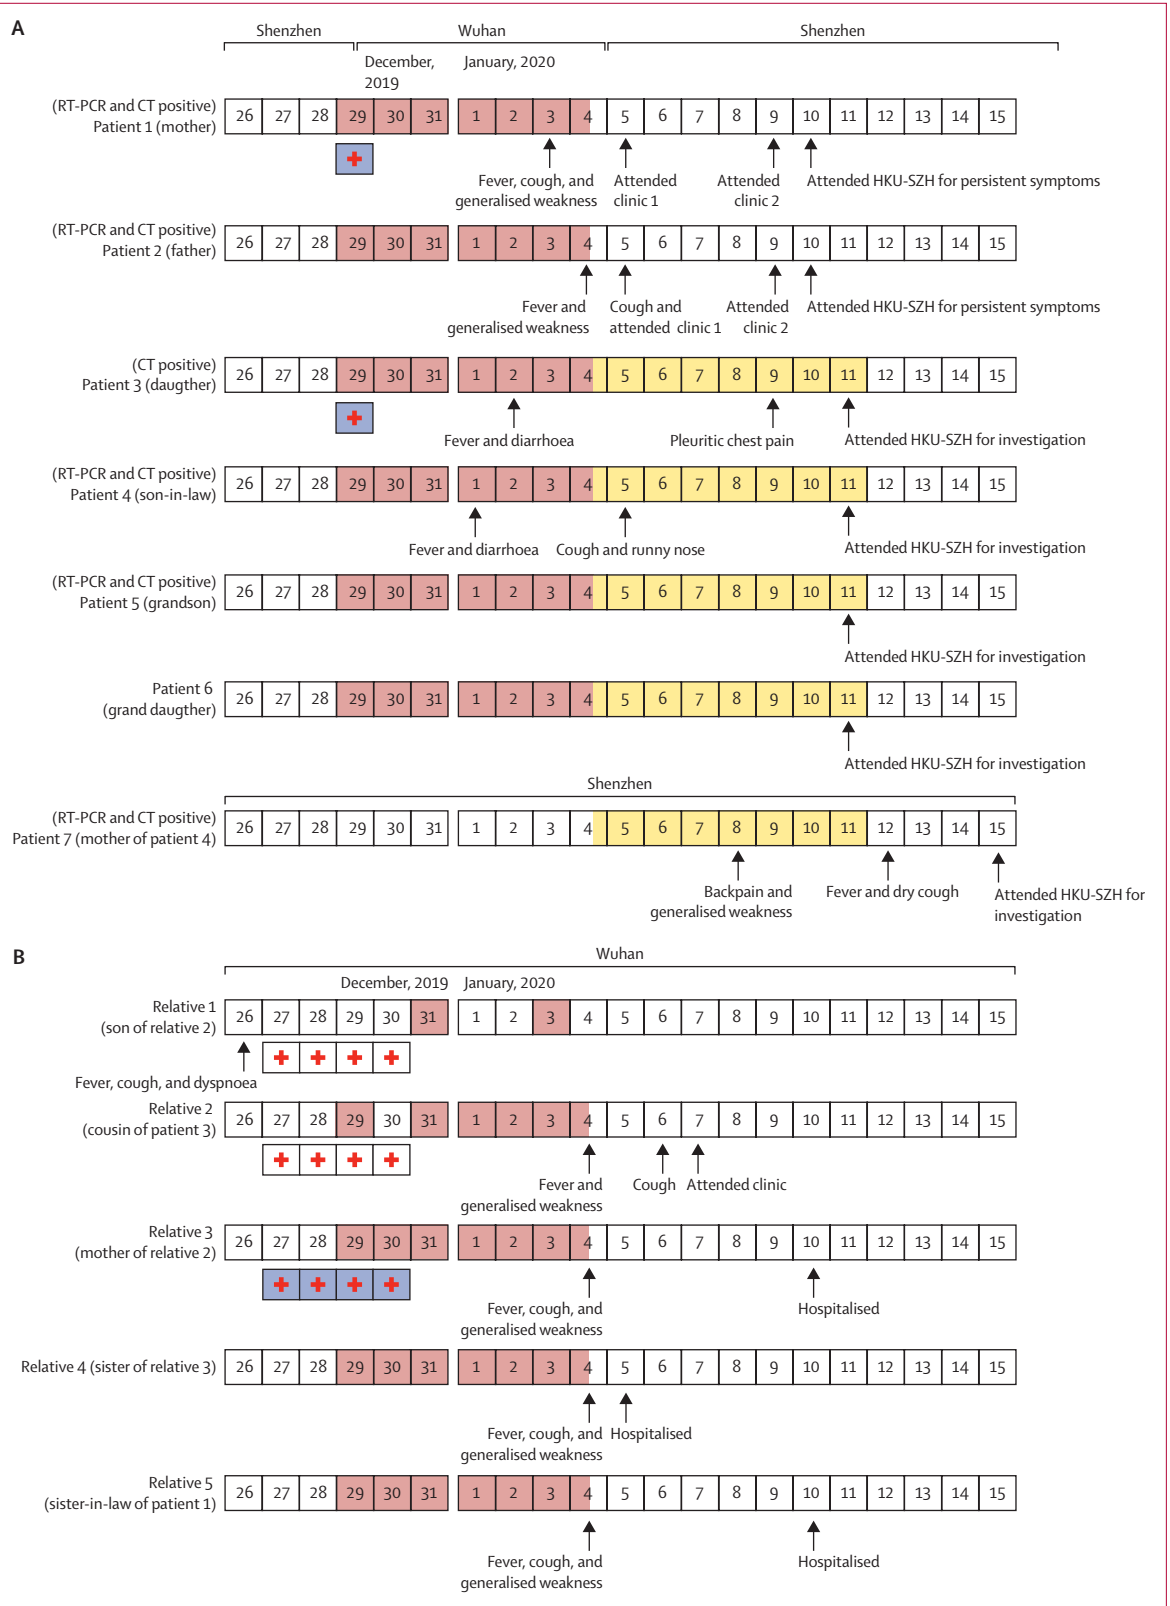 A
Shenzhen Wuhan Shenzhen
December, January, 2020
2019
(RT-PCR and CT positive)
Patient 1 (mother)
26 27 28 29 30 31 1 2 3 4 5 6 7 8 9 10 11 12 13 14 15
Fever, cough, and Attended Attended Attended HKU-SZH for persistent symptoms
generalised weakness clinic 1 clinic 2
(RT-PCR and CT positive)
Patient 2 (father)
26 27 28 29 30 31 1 2 3 4 5 6 7 8 9 10 11 12 13 14 15
Fever and Cough and Attended Attended HKU-SZH for persistent symptoms
generalised weakness attended clinic 1 clinic 2
(CT positive)
Patient 3 (daugther)
26 27 28 29 30 31 1 2 3 4 5 6 7 8 9 10 11 12 13 14 15
Fever and diarrhoea Pleuritic chest pain Attended HKU-SZH for investigation
(RT-PCR and CT positive)
Patient 4 (son-in-law)
26 27 28 29 30 31 1 2 3 4 5 6 7 8 9 10 11 12 13 14 15
Fever and diarrhoea Cough and runny nose Attended HKU-SZH for investigation
(RT-PCR and CT positive)
Patient 5 (grandson)
26 27 28 29 30 31 1 2 3 4 5 6 7 8 9 10 11 12 13 14 15
Attended HKU-SZH for investigation
Patient 6
(grand daugther)
26 27 28 29 30 31 1 2 3 4 5 6 7 8 9 10 11 12 13 14 15
Attended HKU-SZH for investigation
Shenzhen
(RT-PCR and CT positive)
Patient 7 (mother of patient 4)
26 27 28 29 30 31 1 2 3 4 5 6 7 8 9 10 11 12 13 14 15
Backpain and Fever and dry cough Attended HKU-SZH for
generalised weakness investigation
B
Wuhan
December, 2019 January, 2020
Relative 1
(son of relative 2)
26 27 28 29 30 31 1 2 3 4 5 6 7 8 9 10 11 12 13 14 15
Fever, cough, and dyspnoea
Relative 2
(cousin of patient 3)
26 27 28 29 30 31 1 2 3 4 5 6 7 8 9 10 11 12 13 14 15
Fever and Cough Attended clinic
generalised weakness
Relative 3
(mother of relative 2)
26 27 28 29 30 31 1 2 3 4 5 6 7 8 9 10 11 12 13 14 15
Fever, cough, and Hospitalised
generalised weakness
Relative 4 (sister of relative 3)
26 27 28 29 30 31 1 2 3 4 5 6 7 8 9 10 11 12 13 14 15
Fever, cough, and Hospitalised
generalised weakness
Relative 5
(sister-in-law of patient 1)
26 27 28 29 30 31 1 2 3 4 5 6 7 8 9 10 11 12 13 14 15
Fever, cough, and Hospitalised
generalised weakness